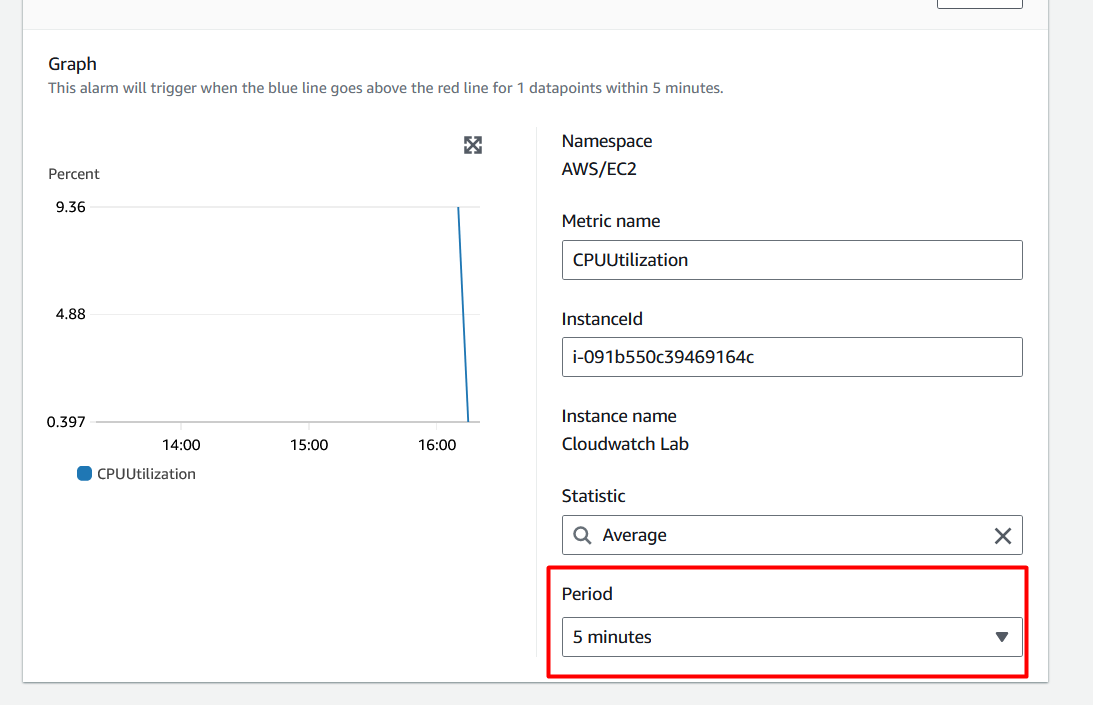 Graph
This alarm will trigger when the blue line goes above the red line for 1 datapoints within 5 minutes.
Percent
9.36
4.88
0.397
14:00 15:00 16:00
CPUUtilization
Namespace
AWS/EC2
Metric name
CPUUtilization
InstanceId
i-091b550c39469164c
Instance name
Cloudwatch Lab
Statistic
Average
Period
5 minutes